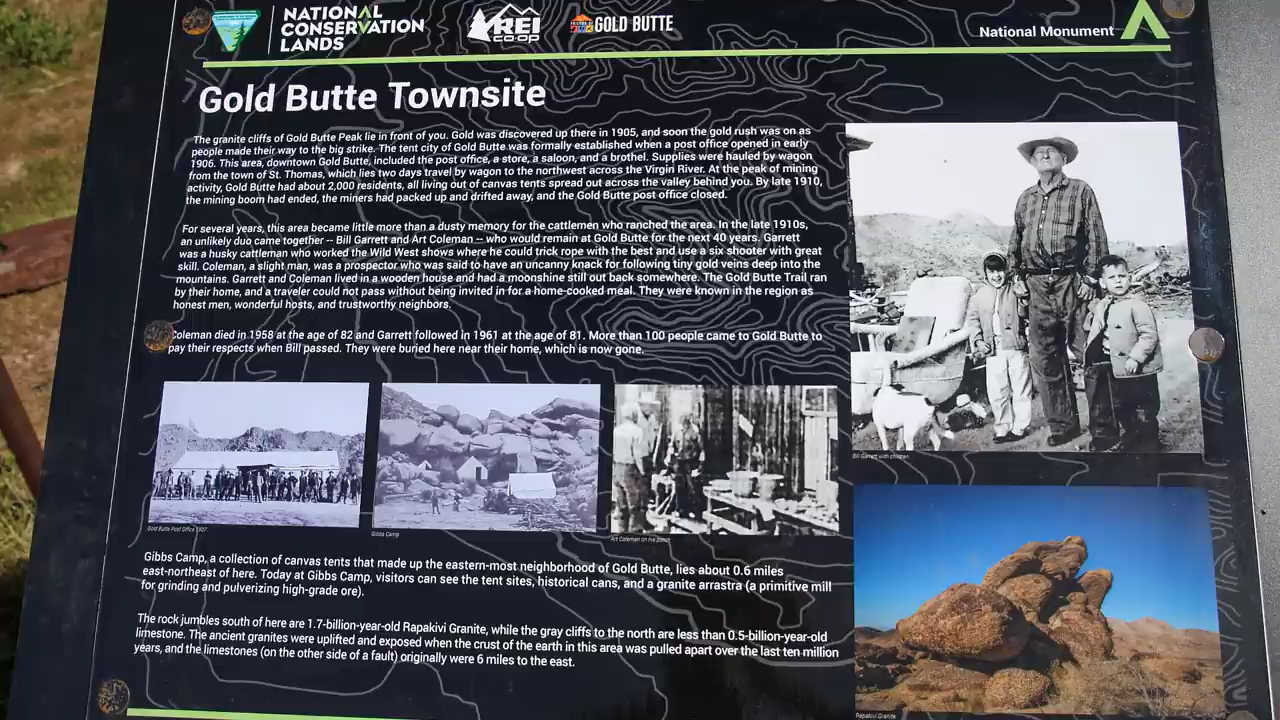 NATIONAL
CONSERVATION
LANDS
REI
CO·OP
GOLD BUTTE
National Monument
Gold Butte Townsite
The granite cliffs of Gold Butte Peak lie in front of you. Gold was discovered up there in 1905, and soon the gold rush was on as
people made their way to the big strike. The tent city of Gold Butte was formally established when a post office opened in early
1906. This area, downtown Gold Butte, included the post office, a store, a saloon, and a brothel. Supplies were hauled by wagon
from the town of St. Thomas, which lies two days travel by wagon to the northwest across the Virgin River. At the peak of mining
activity, Gold Butte had about 2,000 residents, all living out of canvas tents spread out across the valley behind you. By late 1910,
the mining boom had ended, the miners had packed up and drifted away, and the Gold Butte post office closed.
For several years, this area became little more than a dusty memory for the cattlemen who ranched the area. In the late 1910s,
an unlikely duo came together -- Bill Garrett and Art Coleman -- who would remain at Gold Butte for the next 40 years. Garrett
was a husky cattleman who worked the Wild West shows where he could trick rope with the best and use a six shooter with great
skill. Coleman, a slight man, was a prospector who was said to have an uncanny knack for following tiny gold veins deep into the
mountains. Garrett and Coleman lived in a wooden house and had a moonshine still out back somewhere. The Gold Butte Trail ran
by their home, and a traveler could not pass without being invited in for a home-cooked meal. They were known in the region as
honest men, wonderful hosts, and trustworthy neighbors.
Coleman died in 1958 at the age of 82 and Garrett followed in 1961 at the age of 81. More than 100 people came to Gold Butte to
pay their respects when Bill passed. They were buried here near their home, which is now gone.
Bill Garrett with children
Gold Butte Post Office 1907
Gibbs Camp
Art Coleman on his porch
Gibbs Camp, a collection of canvas tents that made up the eastern-most neighborhood of Gold Butte, lies about 0.6 miles
east-northeast of here. Today at Gibbs Camp, visitors can see the tent sites, historical cans, and a granite arrastra (a primitive mill
for grinding and pulverizing high-grade ore).
The rock jumbles south of here are 1.7-billion-year-old Rapakivi Granite, while the gray cliffs to the north are less than 0.5-billion-year-old
limestone. The ancient granites were uplifted and exposed when the crust of the earth in this area was pulled apart over the last ten million
years, and the limestones (on the other side of a fault) originally were 6 miles to the east.
Rapakivi Granite